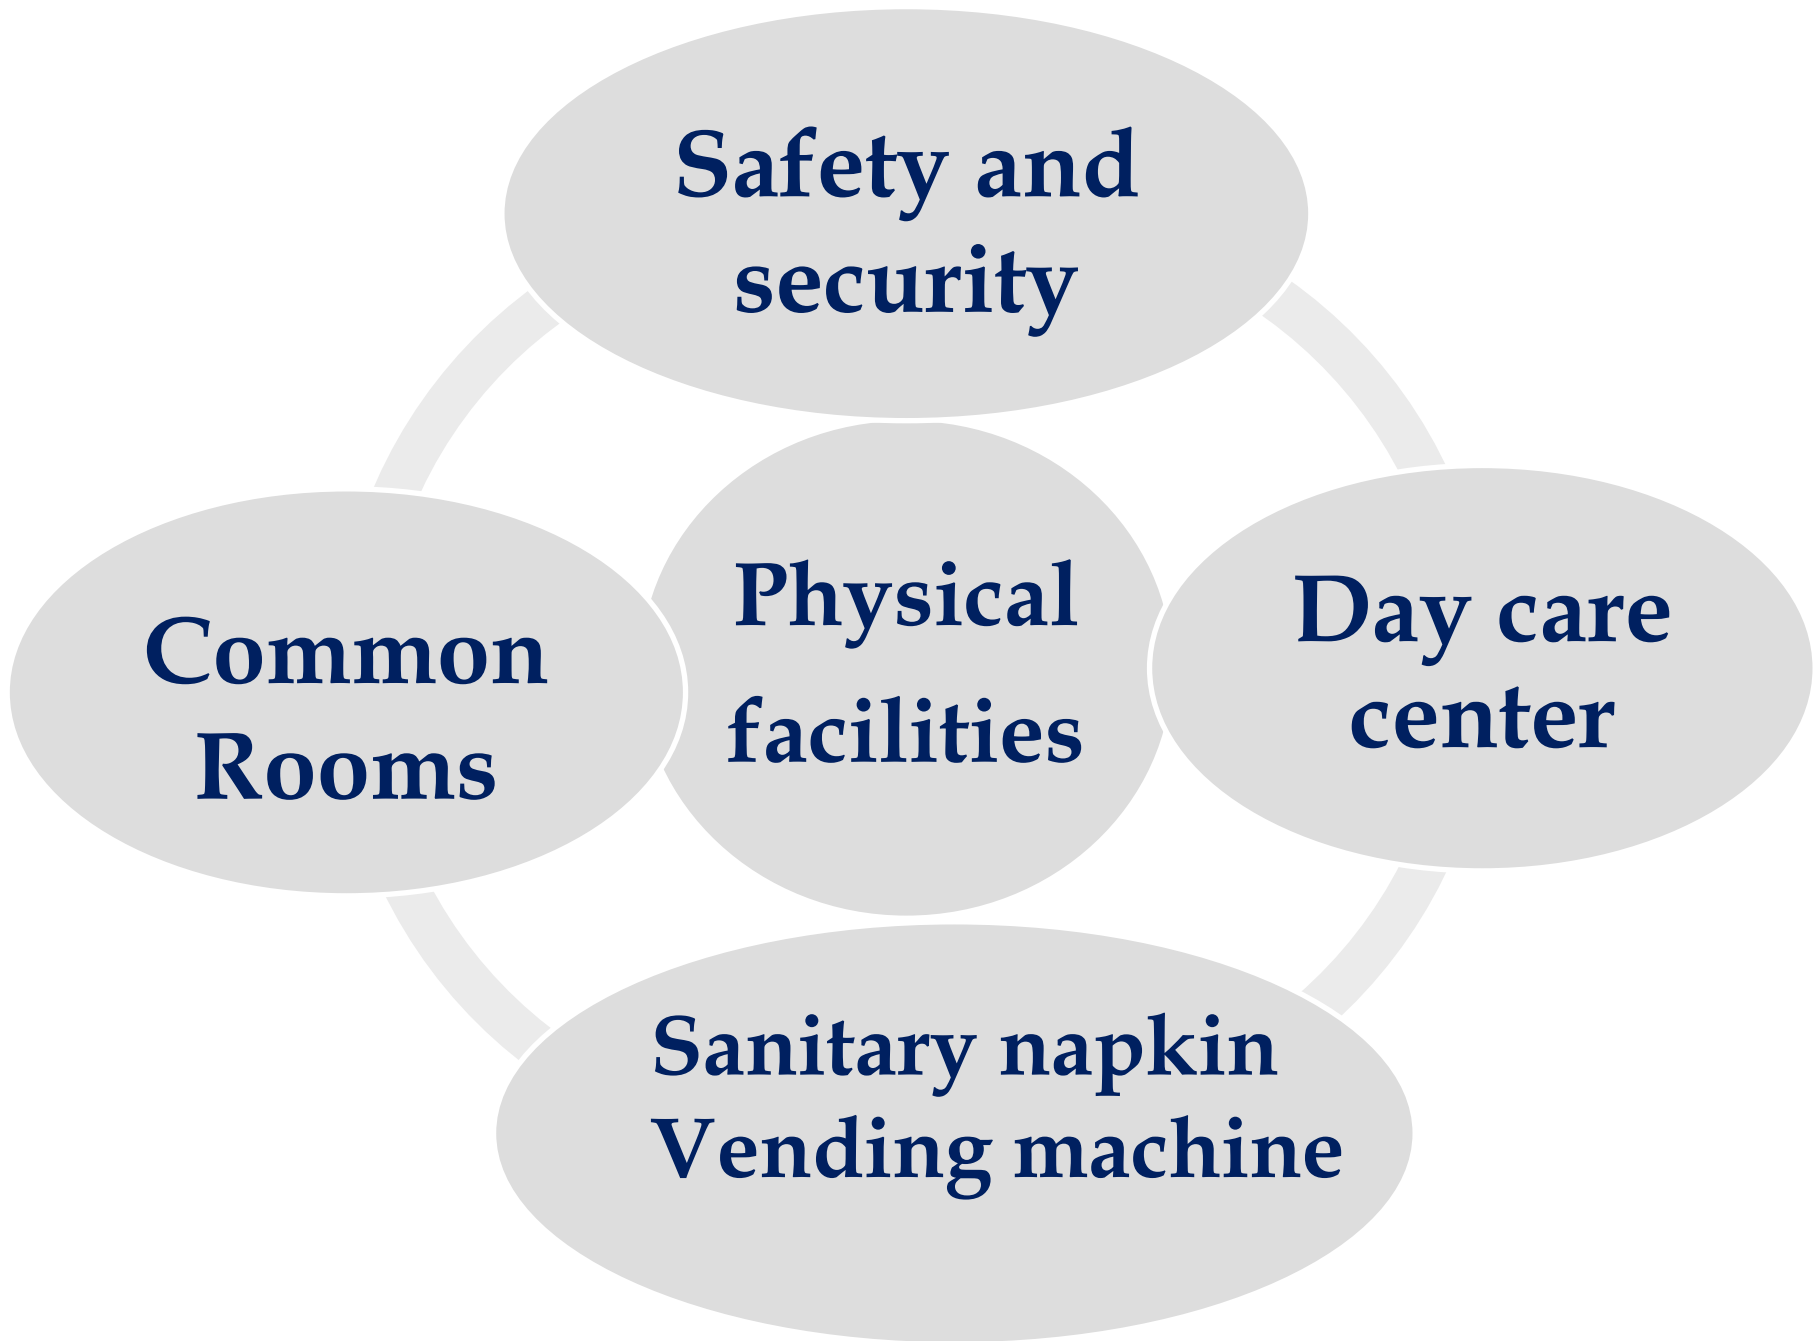 Safety and
security
Physical
facilities
Day care
center
Common
Rooms
Sanitary napkin
Vending machine